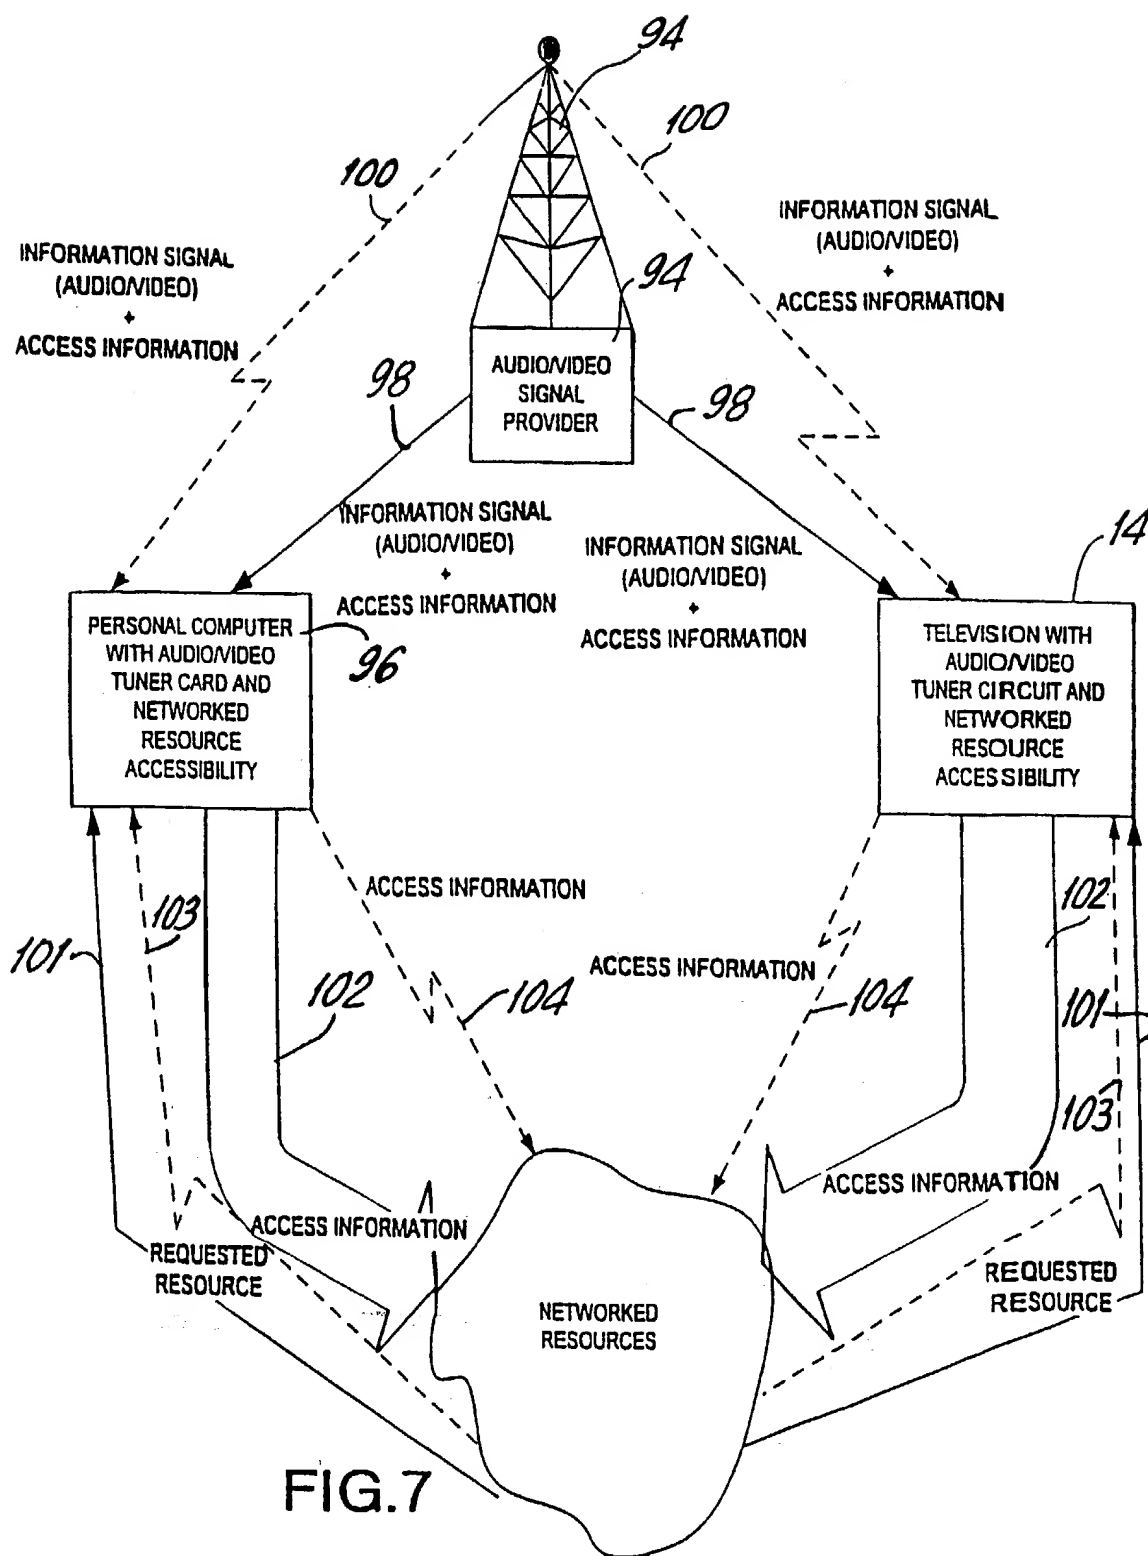 94
100
100
INFORMATION SIGNAL
(AUDIO/VIDEO)
+
ACCESS INFORMATION
INFORMATION SIGNAL
(AUDIO/VIDEO)
+
ACCESS INFORMATION
94
AUDIO/VIDEO
SIGNAL
PROVIDER
98
98
INFORMATION SIGNAL
(AUDIO/VIDEO)
+
ACCESS INFORMATION
INFORMATION SIGNAL
(AUDIO/VIDEO)
+
ACCESS INFORMATION
14
PERSONAL COMPUTER
WITH AUDIO/VIDEO
TUNER CARD AND
NETWORKED
RESOURCE
ACCESSIBILITY
96
TELEVISION WITH
AUDIO/VIDEO
TUNER CIRCUIT AND
NETWORKED
RESOURCE
ACCESSIBILITY
ACCESS INFORMATION
103
101
102
104
ACCESS INFORMATION
104
102
101
103
ACCESS INFORMATION
REQUESTED
RESOURCE
ACCESS INFORMATION
REQUESTED
RESOURCE
NETWORKED
RESOURCES
FIG.7